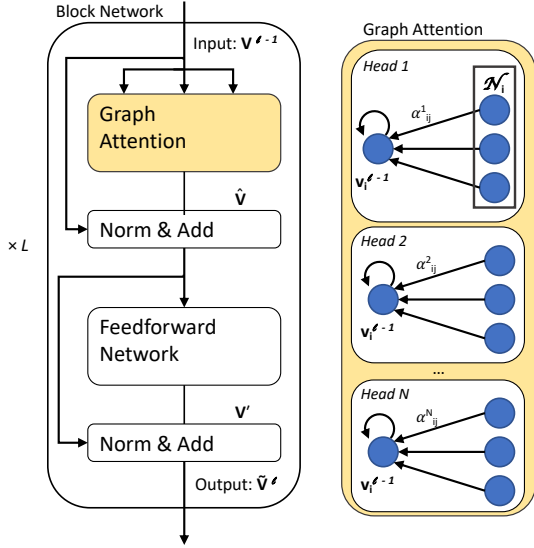 Block Network
Input: V^ℓ-1
Graph
Attention
V̂
Norm & Add
× L
Feedforward
Network
V′
Norm & Add
Output: Ṽ^ℓ
Graph Attention
Head 1
𝒩_i
α^1_ij
v_i^ℓ-1
Head 2
α^2_ij
v_i^ℓ-1
...
Head N
α^N_ij
v_i^ℓ-1